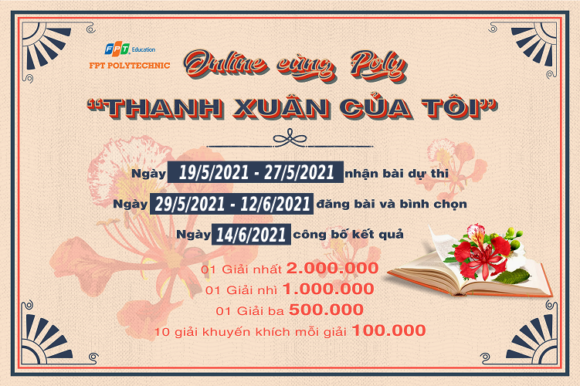 FPT Education
FPT POLYTECHNIC
Online cùng Poly
“THANH XUÂN CỦA TÔI”
Ngày 19/5/2021 - 27/5/2021 nhận bài dự thi
Ngày 29/5/2021 - 12/6/2021 đăng bài và bình chọn
Ngày 14/6/2021 công bố kết quả
01 Giải nhất 2.000.000
01 Giải nhì 1.000.000
01 Giải ba 500.000
10 giải khuyến khích mỗi giải 100.000